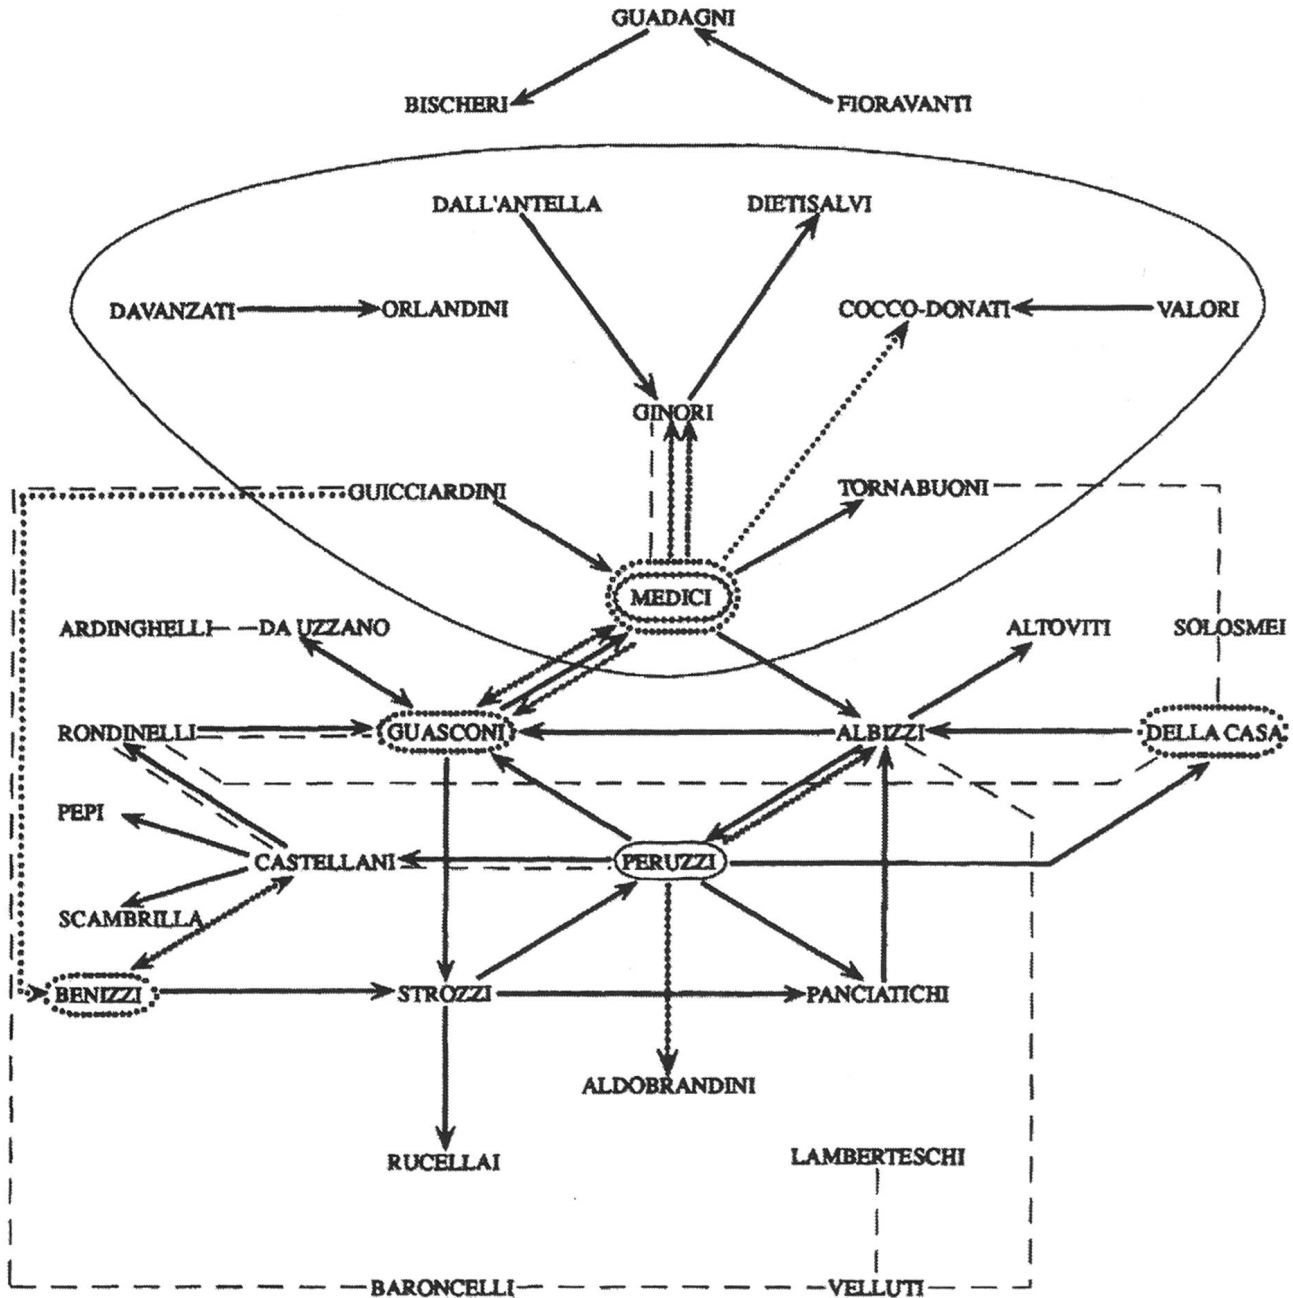 GUADAGNI
BISCHERI
FIORAVANTI
DALL'ANTELLA
DIETISALVI
DAVANZATI
ORLANDINI
COCCO-DONATI
VALORI
GINORI
GUICCIARDINI
TORNABUONI
MEDICI
ARDINGHELLI
DA UZZANO
ALTOVITI
SOLOSMEI
RONDINELLI
GUASCONI
ALBIZZI
DELLA CASA
PEPI
CASTELLANI
PERUZZI
SCAMBRILLA
BENIZZI
STROZZI
PANCIATICHI
ALDOBRANDINI
RUCELLAI
LAMBERTESCHI
BARONCELLI
VELLUTI